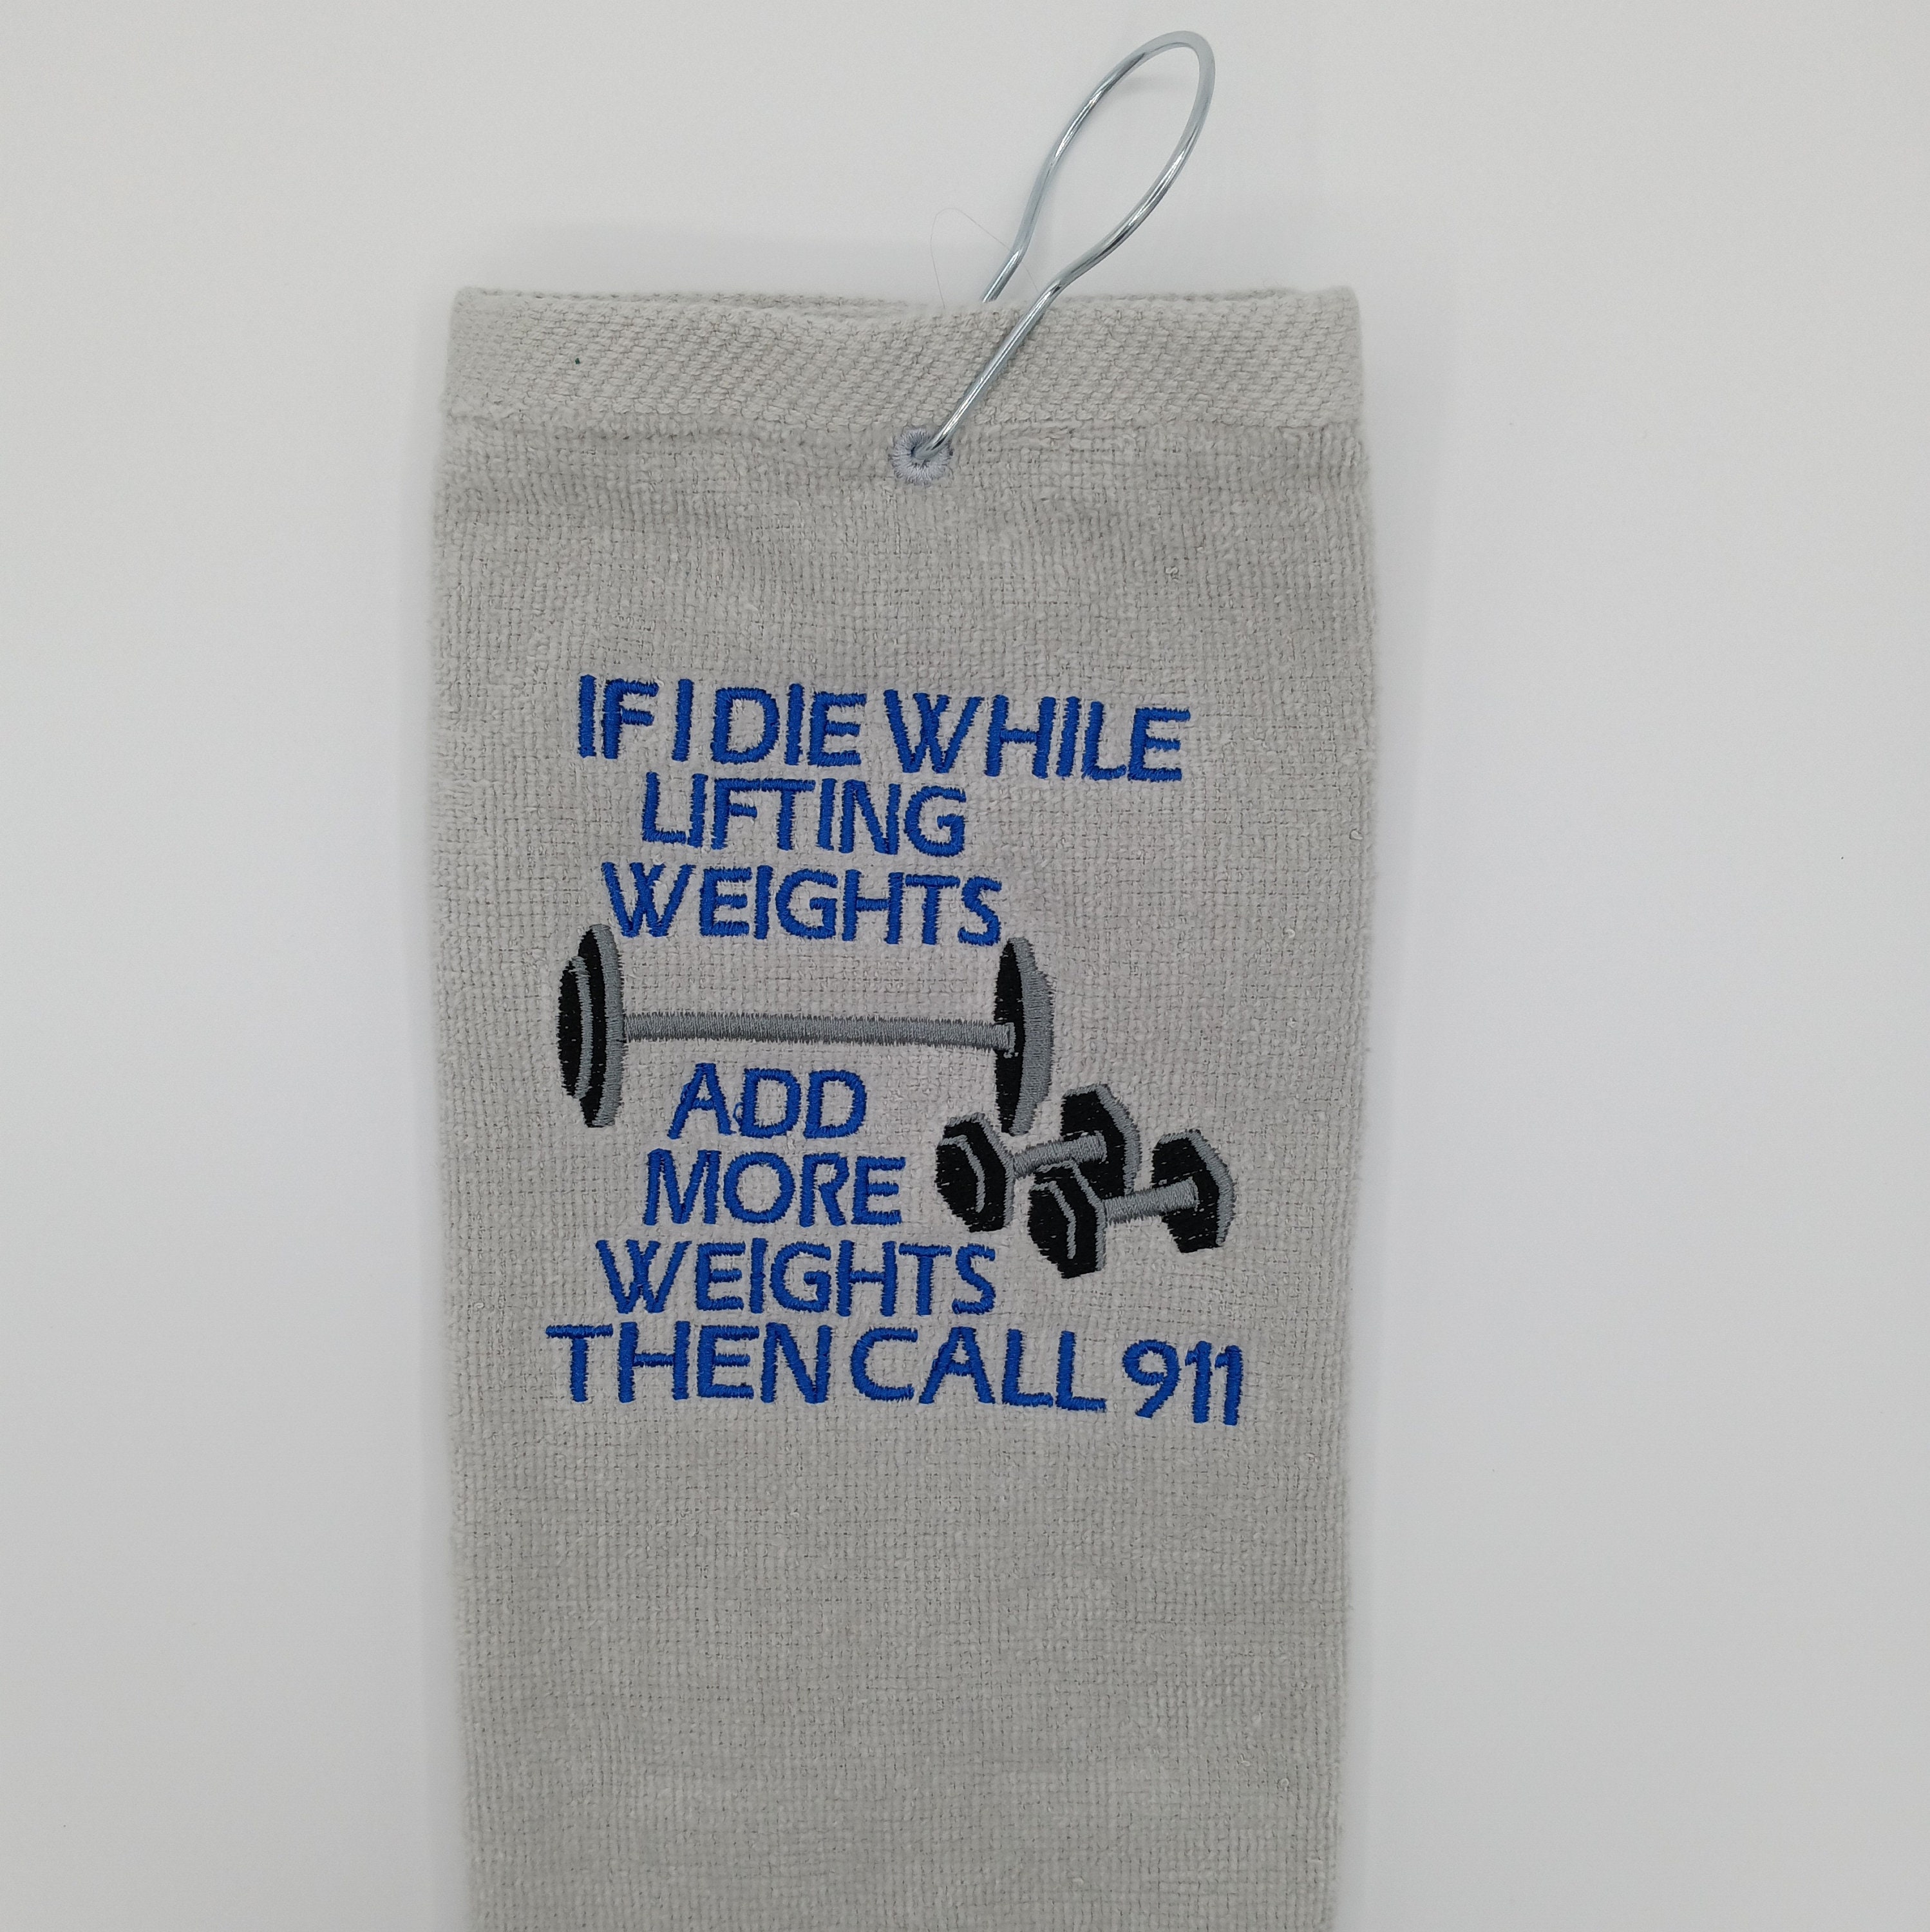 IF I DIE WHILE
LIFTING
WEIGHTS
ADD
MORE
WEIGHTS
THEN CALL 911